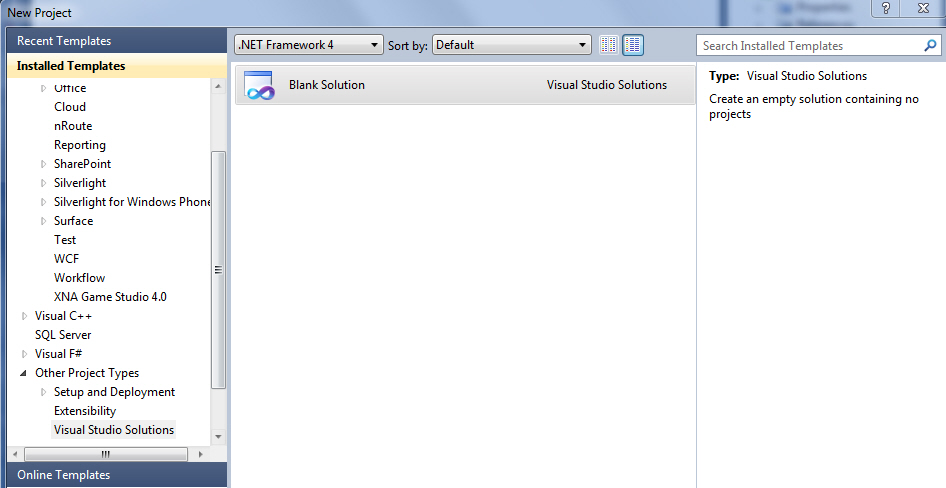 New Project
Recent Templates
Installed Templates
Office
Cloud
nRoute
Reporting
SharePoint
Silverlight
Silverlight for Windows Phone
Surface
Test
WCF
Workflow
XNA Game Studio 4.0
Visual C++
SQL Server
Visual F#
Other Project Types
Setup and Deployment
Extensibility
Visual Studio Solutions
Online Templates
.NET Framework 4
Sort by: Default
Blank Solution
Visual Studio Solutions
Search Installed Templates
Type: Visual Studio Solutions
Create an empty solution containing no
projects